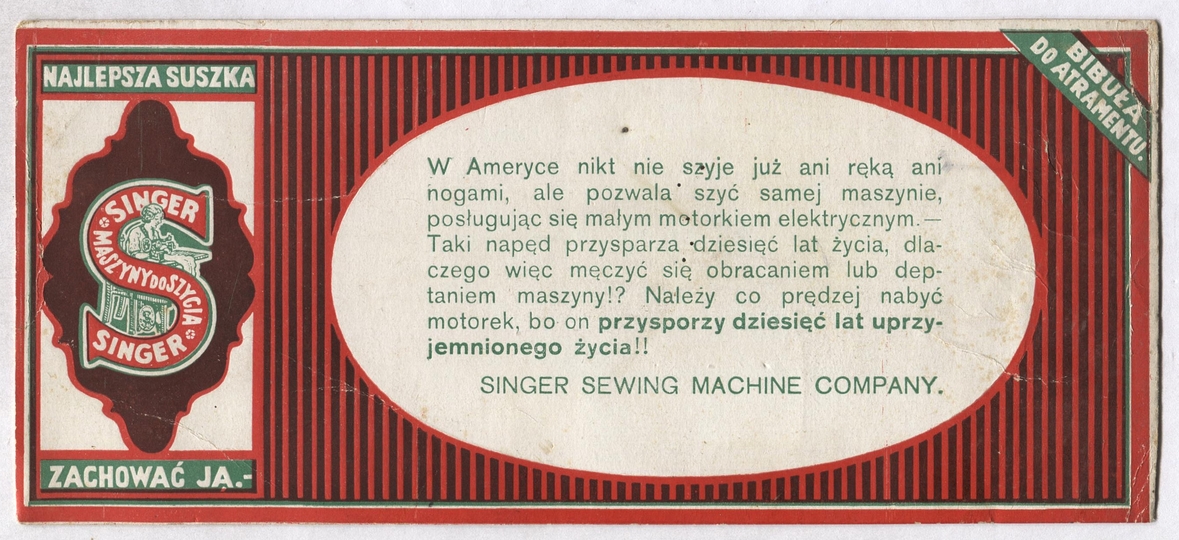 NAJLEPSZA SUSZKA
SINGER
MASZYNY DO SZYCIA
SINGER
ZACHOWAĆ JĄ.-
BIBUŁA
DO ATRAMENTU.
W Ameryce nikt nie szyje już ani ręką ani
nogami, ale pozwala szyć samej maszynie,
posługując się małym motorkiem elektrycznym.—
Taki napęd przysparza dziesięć lat życia, dla-
czego więc męczyć się obracaniem lub dep-
taniem maszyny!? Należy co prędzej nabyć
motorek, bo on przysporzy dziesięć lat uprzy-
jemnionego życia!!
SINGER SEWING MACHINE COMPANY.